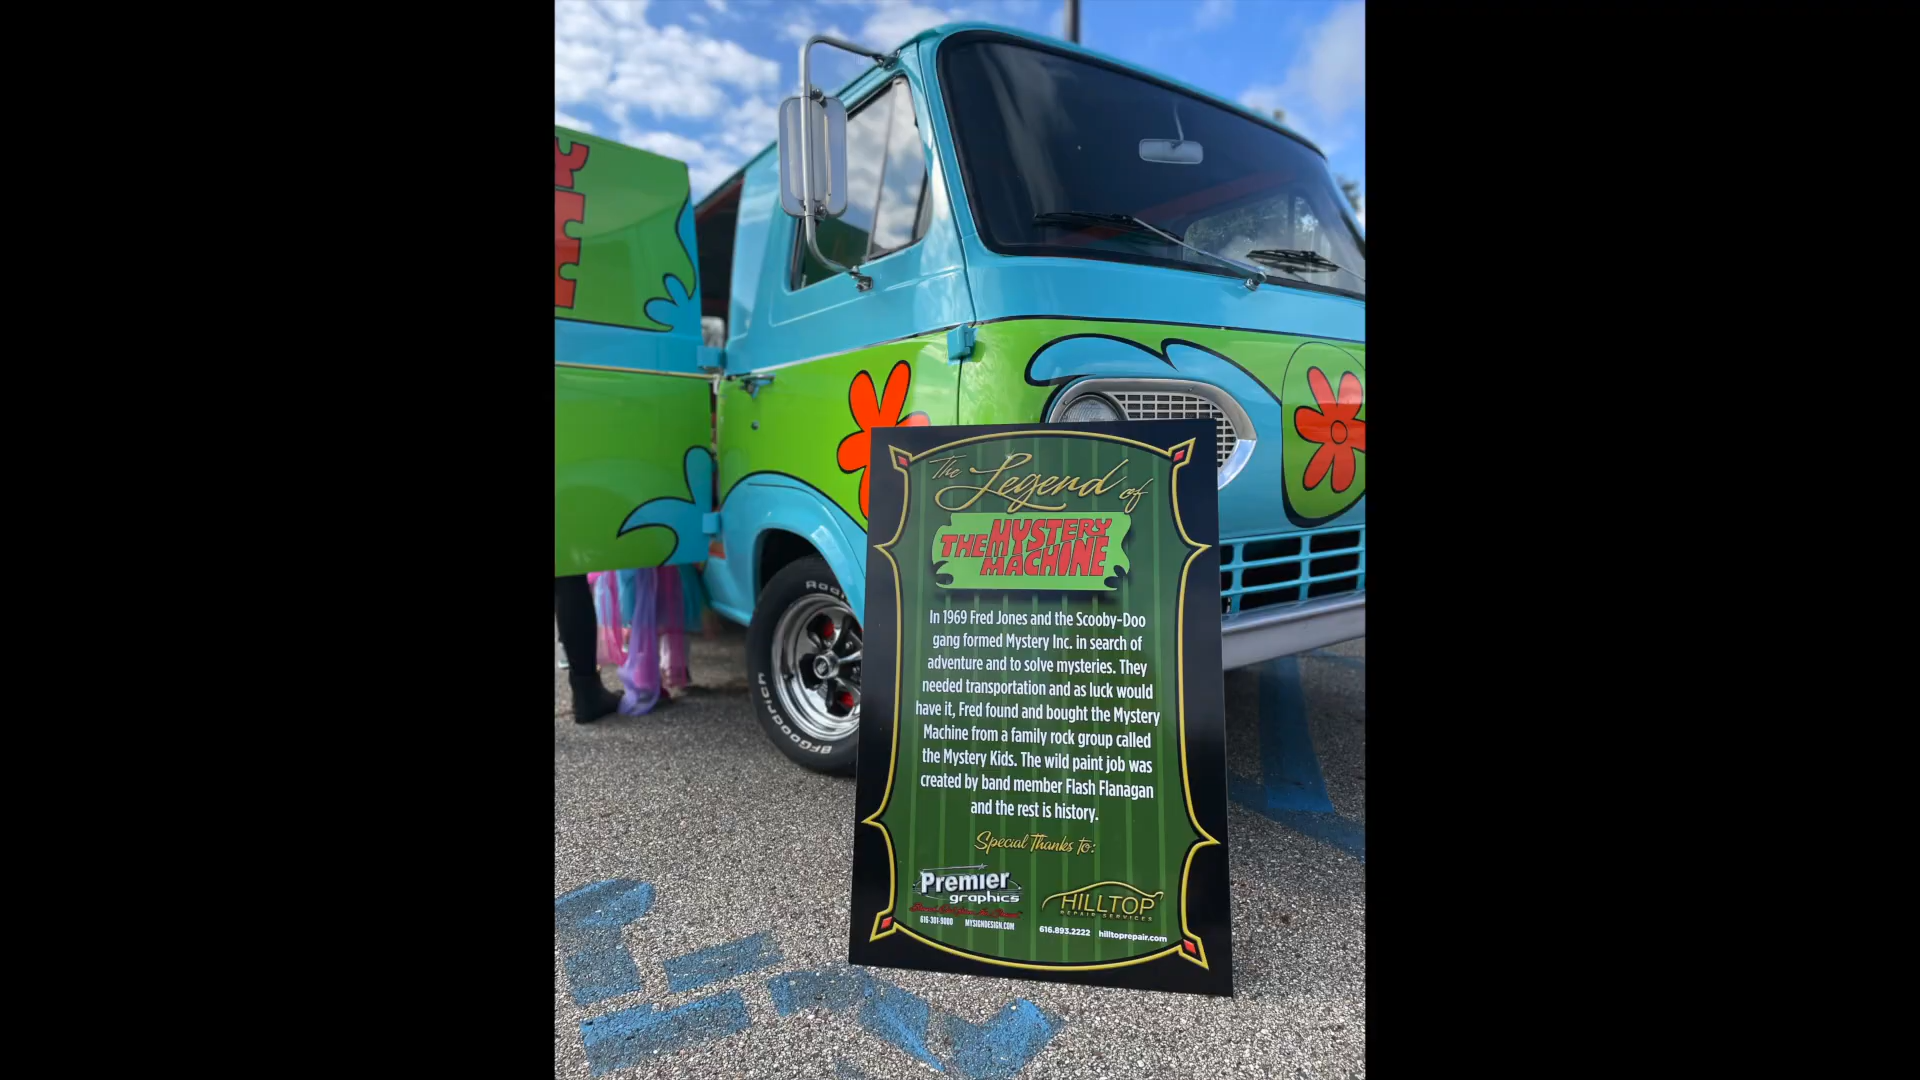 The Legend of
THE MYSTERY
MACHINE
In 1969 Fred Jones and the Scooby-Doo
gang formed Mystery Inc. in search of
adventure and to solve mysteries. They
needed transportation and as luck would
have it, Fred found and bought the Mystery
Machine from a family rock group called
the Mystery Kids. The wild paint job was
created by band member Flash Flanagan
and the rest is history.
Special Thanks to:
Premier
graphics
616-301-9000 MYSIGNDESIGN.COM
HILLTOP
REPAIR SERVICES
616.893.2222 hilltoprepair.com
BFGoodrich